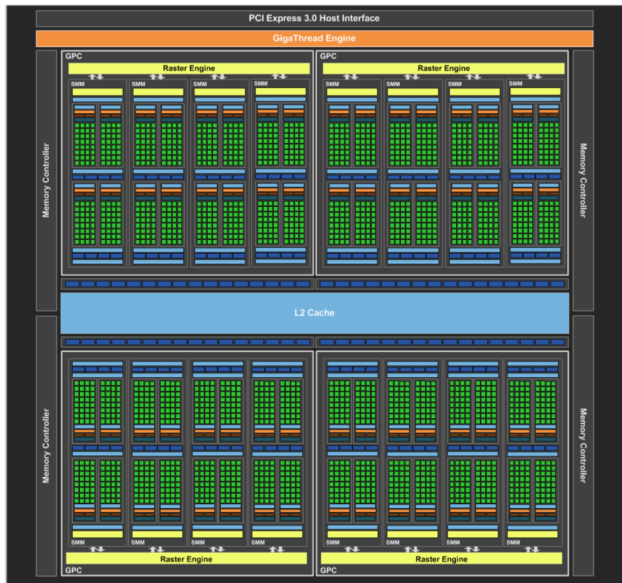 PCI Express 3.0 Host Interface
GigaThread Engine
GPC
GPC
Raster Engine
Raster Engine
SMM
SMM
SMM
SMM
SMM
SMM
SMM
SMM
Memory Controller
Memory Controller
L2 Cache
Memory Controller
Memory Controller
SMM
SMM
SMM
SMM
SMM
SMM
SMM
SMM
Raster Engine
Raster Engine
GPC
GPC